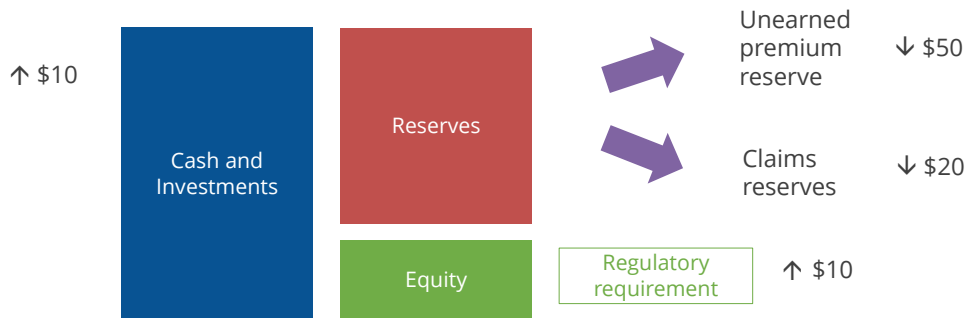 ↑ $10
Cash and
Investments
Reserves
Equity
Unearned
premium
reserve
↓ $50
Claims
reserves
↓ $20
Regulatory
requirement
↑ $10